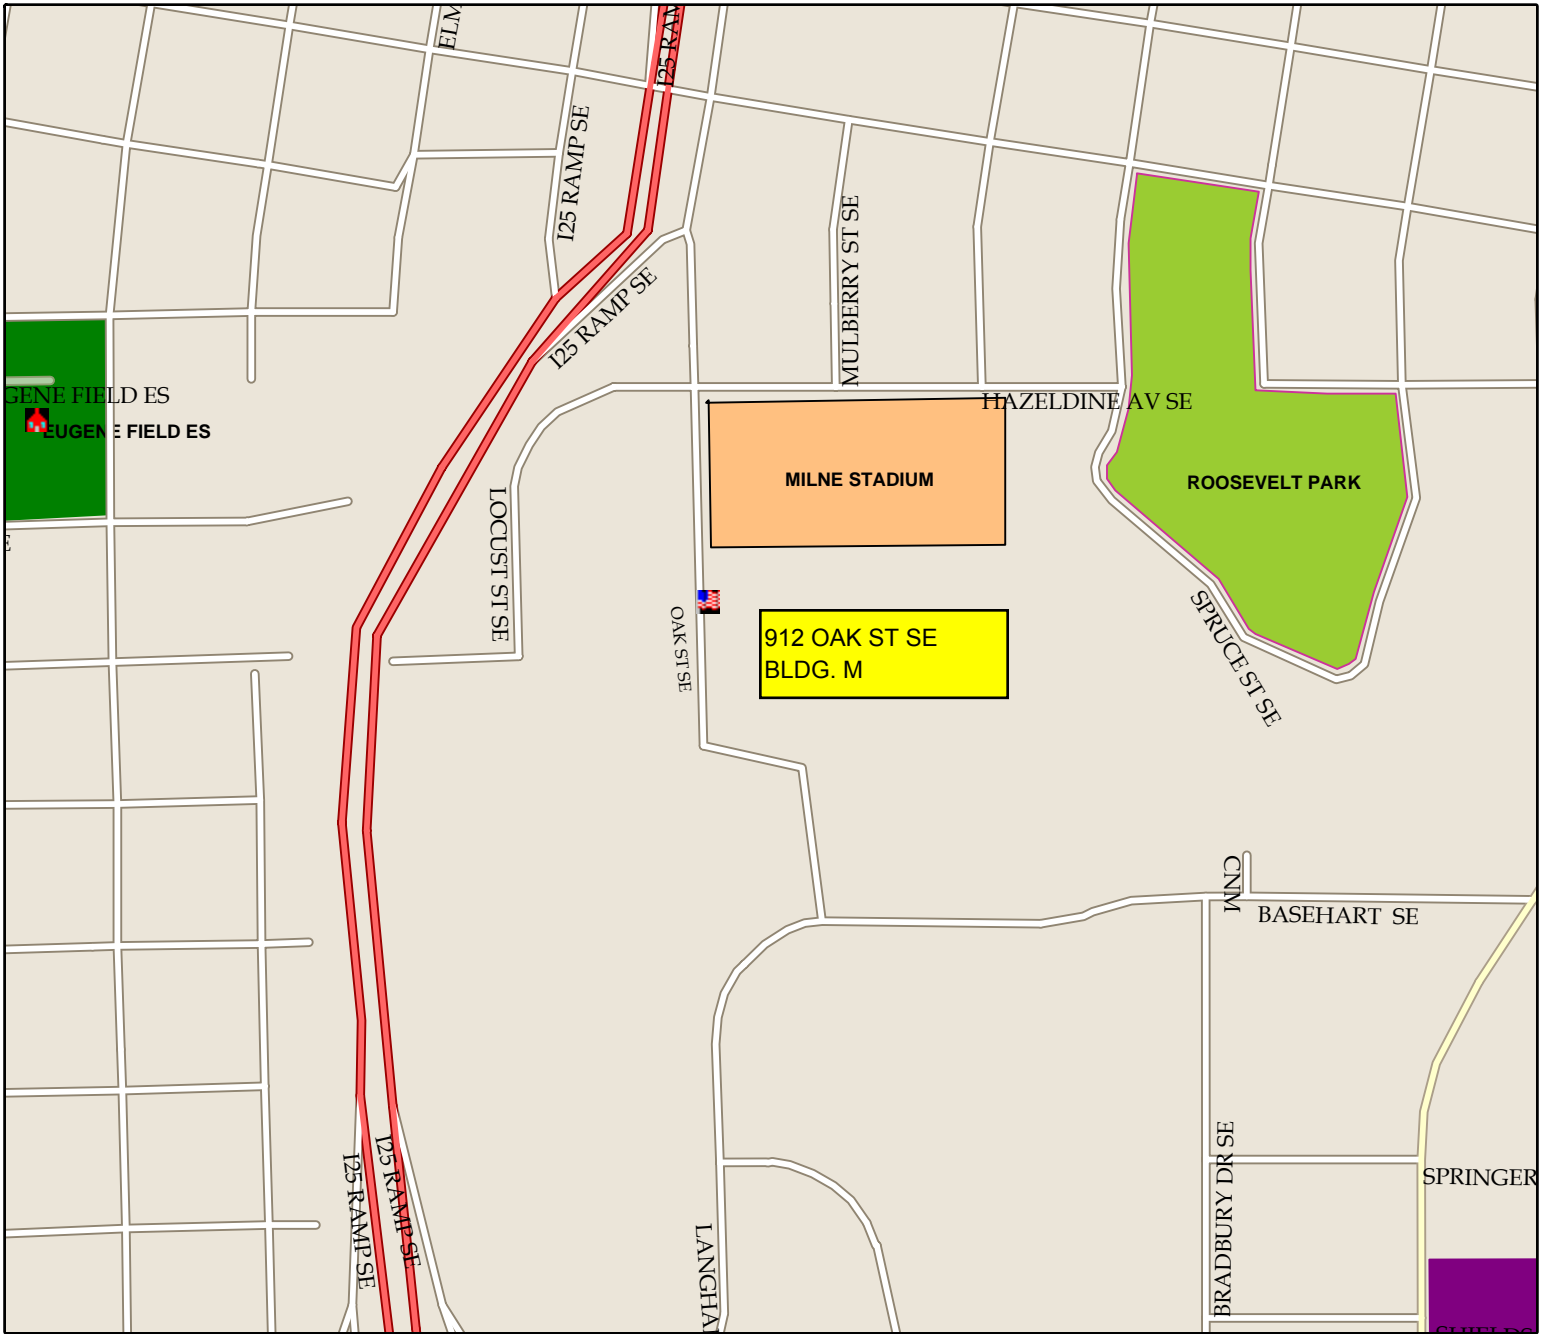 ELM
I25 RAM
I25 RAMP SE
I25 RAMP SE
MULBERRY ST SE
GENE FIELD ES
EUGENE FIELD ES
HAZELDINE AV SE
MILNE STADIUM
ROOSEVELT PARK
LOCUST ST SE
E
OAK ST SE
912 OAK ST SE
BLDG. M
SPRUCE ST SE
CNM
BASEHART SE
I25 RAMP SE
I25 RAMP SE
LANGHA
BRADBURY DR SE
SPRINGER
SHIELDS